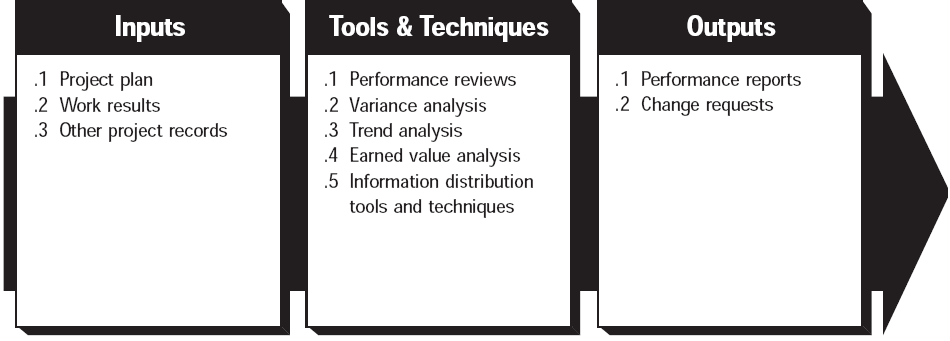 Inputs
.1 Project plan
.2 Work results
.3 Other project records
Tools & Techniques
.1 Performance reviews
.2 Variance analysis
.3 Trend analysis
.4 Earned value analysis
.5 Information distribution
tools and techniques
Outputs
.1 Performance reports
.2 Change requests